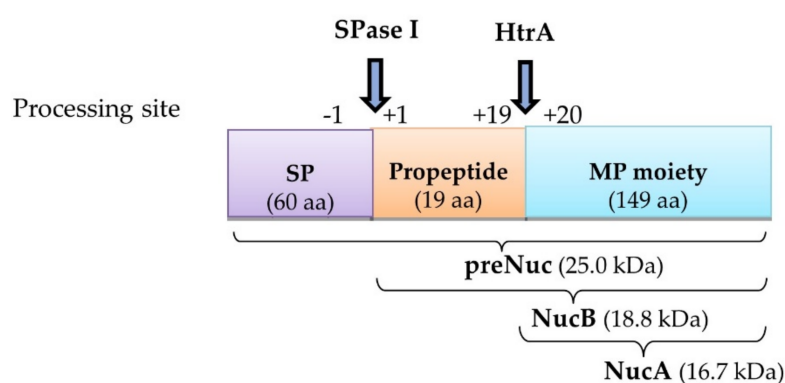 SPase I HtrA
Processing site -1 +1 +19 +20
SP Propeptide MP moiety
(60 aa) (19 aa) (149 aa)
preNuc (25.0 kDa)
NucB (18.8 kDa)
NucA (16.7 kDa)